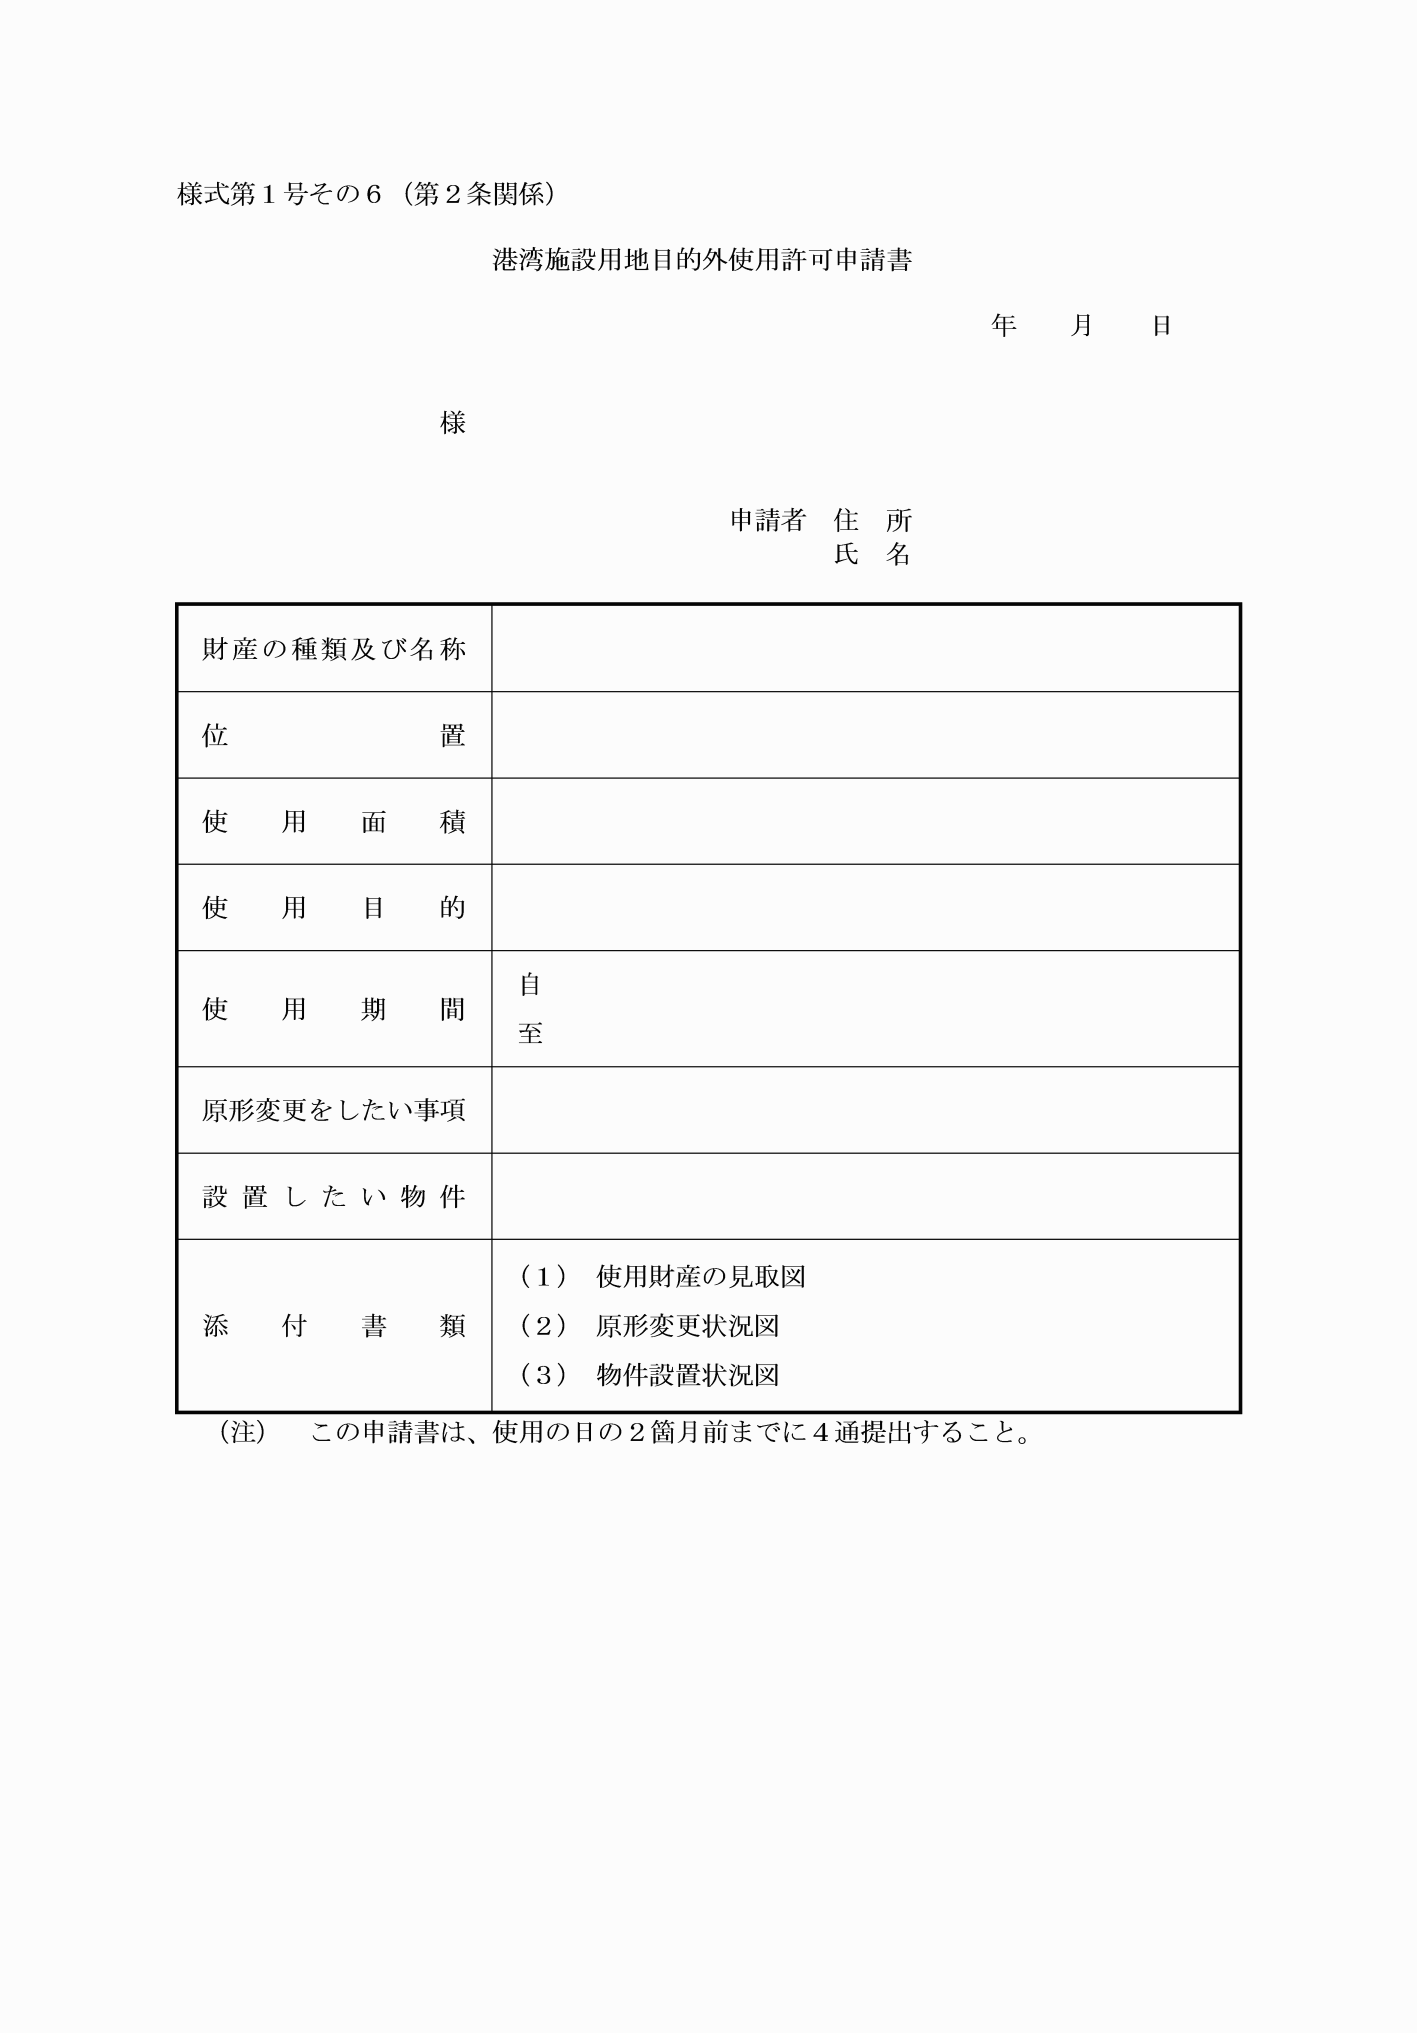 様式第１号その６（第２条関係）
港湾施設用地目的外使用許可申請書
年　　月　　日
様
申請者　住　所
氏　名
財産の種類及び名称
位置
使用面積
使用目的
使用期間
自
至
原形変更をしたい事項
設置したい物件
添付書類
（１）　使用財産の見取図
（２）　原形変更状況図
（３）　物件設置状況図
（注）　この申請書は、使用の日の２箇月前までに４通提出すること。